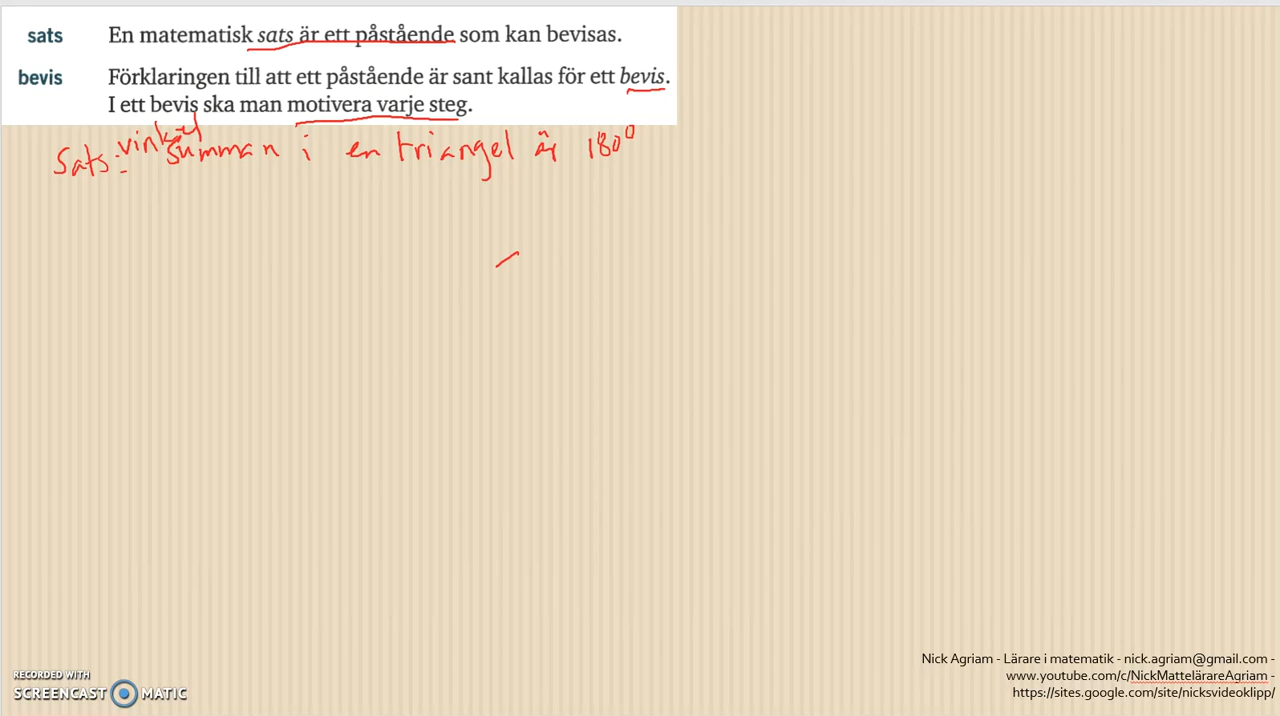 sats En matematisk sats är ett påstående som kan bevisas.
bevis Förklaringen till att ett påstående är sant kallas för ett bevis.
I ett bevis ska man motivera varje steg.
Sats: vinkelsumman i en triangel är 180°
Nick Agriam - Lärare i matematik - nick.agriam@gmail.com -
www.youtube.com/c/NickMattelärareAgriam -
https://sites.google.com/site/nicksvideoklipp/
RECORDED WITH
SCREENCAST MATIC